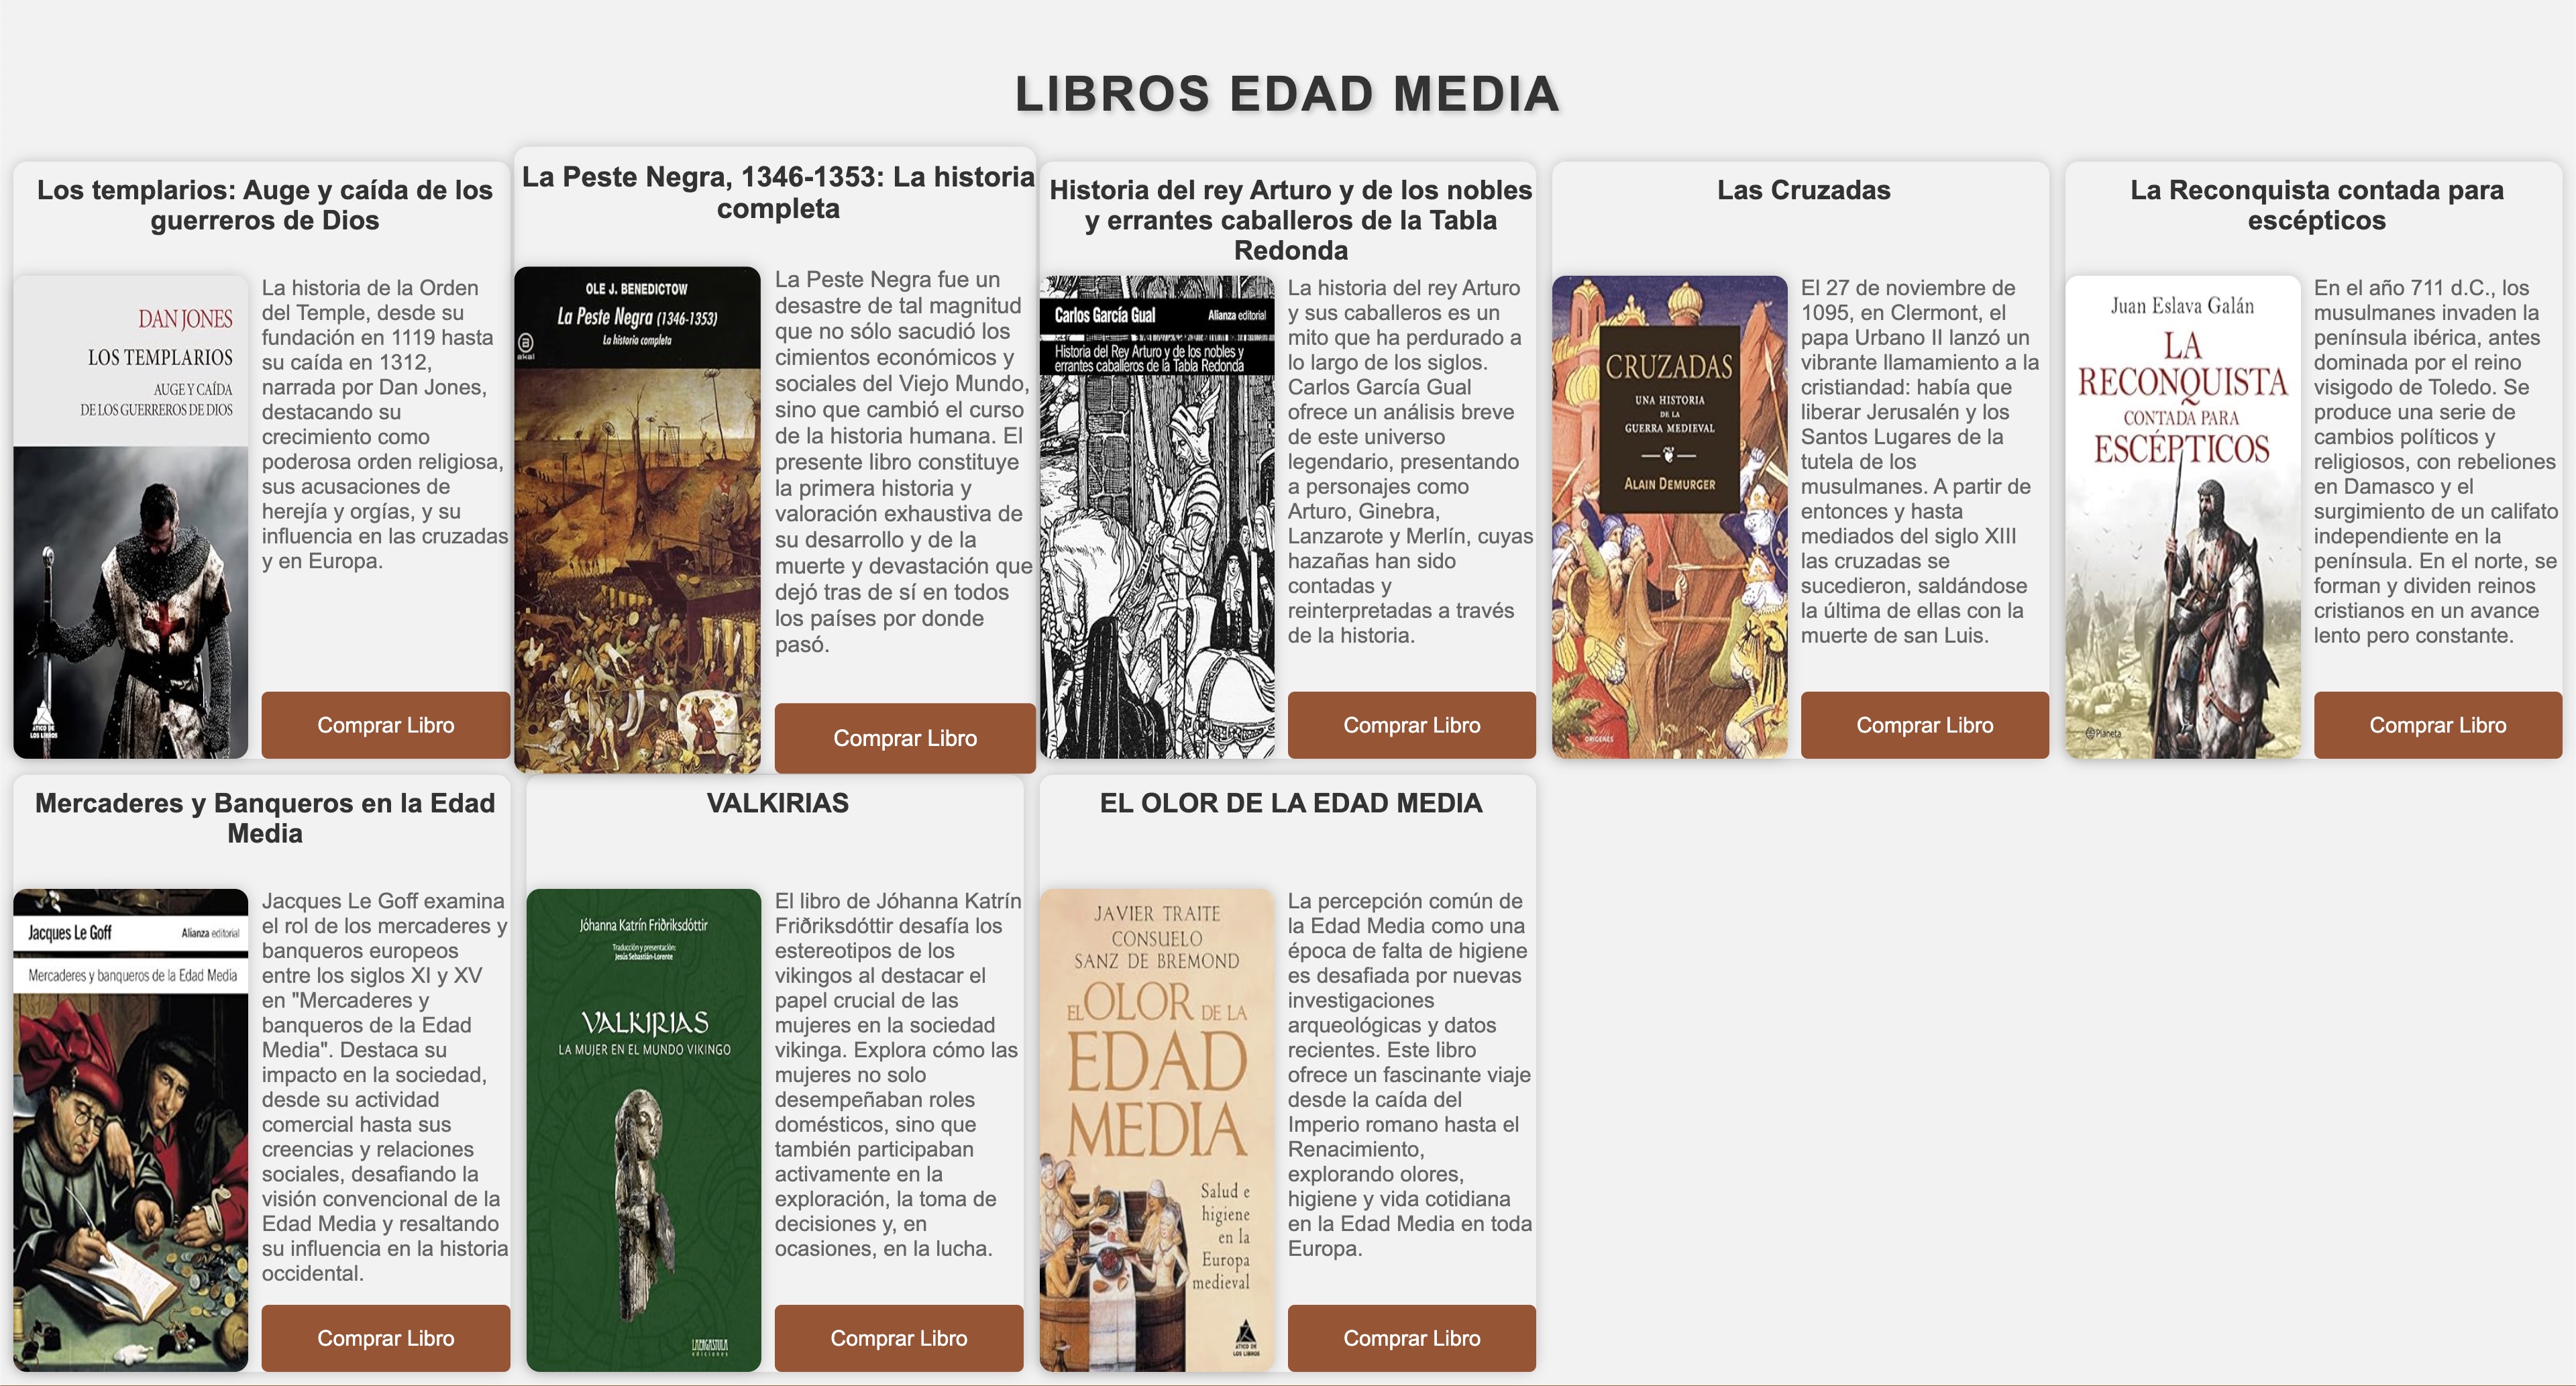 LIBROS EDAD MEDIA
Los templarios: Auge y caída de los
guerreros de Dios
DAN JONES
LOS TEMPLARIOS
AUGE Y CAÍDA
DE LOS GUERREROS DE DIOS
ÁTICO DE
LOS LIBROS
La historia de la Orden
del Temple, desde su
fundación en 1119 hasta
su caída en 1312,
narrada por Dan Jones,
destacando su
crecimiento como
poderosa orden religiosa,
sus acusaciones de
herejía y orgías, y su
influencia en las cruzadas
y en Europa.
Comprar Libro
La Peste Negra, 1346-1353: La historia
completa
OLE J. BENEDICTOW
La Peste Negra (1346-1353)
La historia completa
akal
La Peste Negra fue un
desastre de tal magnitud
que no sólo sacudió los
cimientos económicos y
sociales del Viejo Mundo,
sino que cambió el curso
de la historia humana. El
presente libro constituye
la primera historia y
valoración exhaustiva de
su desarrollo y de la
muerte y devastación que
dejó tras de sí en todos
los países por donde
pasó.
Comprar Libro
Historia del rey Arturo y de los nobles
y errantes caballeros de la Tabla
Redonda
Carlos García Gual
Alianza editorial
Historia del Rey Arturo y de los nobles y
errantes caballeros de la Tabla Redonda
La historia del rey Arturo
y sus caballeros es un
mito que ha perdurado a
lo largo de los siglos.
Carlos García Gual
ofrece un análisis breve
de este universo
legendario, presentando
a personajes como
Arturo, Ginebra,
Lanzarote y Merlín, cuyas
hazañas han sido
contadas y
reinterpretadas a través
de la historia.
Comprar Libro
Las Cruzadas
CRUZADAS
UNA HISTORIA
DE LA
GUERRA MEDIEVAL
ALAIN DEMURGER
ORÍGENES
El 27 de noviembre de
1095, en Clermont, el
papa Urbano II lanzó un
vibrante llamamiento a la
cristiandad: había que
liberar Jerusalén y los
Santos Lugares de la
tutela de los
musulmanes. A partir de
entonces y hasta
mediados del siglo XIII
las cruzadas se
sucedieron, saldándose
la última de ellas con la
muerte de san Luis.
Comprar Libro
La Reconquista contada para
escépticos
Juan Eslava Galán
LA
RECONQUISTA
CONTADA PARA
ESCÉPTICOS
Planeta
En el año 711 d.C., los
musulmanes invaden la
península ibérica, antes
dominada por el reino
visigodo de Toledo. Se
produce una serie de
cambios políticos y
religiosos, con rebeliones
en Damasco y el
surgimiento de un califato
independiente en la
península. En el norte, se
forman y dividen reinos
cristianos en un avance
lento pero constante.
Comprar Libro
Mercaderes y Banqueros en la Edad
Media
Jacques Le Goff
Alianza editorial
Mercaderes y banqueros de la Edad Media
Jacques Le Goff examina
el rol de los mercaderes y
banqueros europeos
entre los siglos XI y XV
en "Mercaderes y
banqueros de la Edad
Media". Destaca su
impacto en la sociedad,
desde su actividad
comercial hasta sus
creencias y relaciones
sociales, desafiando la
visión convencional de la
Edad Media y resaltando
su influencia en la historia
occidental.
Comprar Libro
VALKIRIAS
Jóhanna Katrín Friðriksdóttir
Traducción y presentación:
Jesús Sebastián-Lorente
VALKIRIAS
LA MUJER EN EL MUNDO VIKINGO
ediciones
El libro de Jóhanna Katrín
Friðriksdóttir desafía los
estereotipos de los
vikingos al destacar el
papel crucial de las
mujeres en la sociedad
vikinga. Explora cómo las
mujeres no solo
desempeñaban roles
domésticos, sino que
también participaban
activamente en la
exploración, la toma de
decisiones y, en
ocasiones, en la lucha.
Comprar Libro
EL OLOR DE LA EDAD MEDIA
JAVIER TRAITE
CONSUELO
SANZ DE BREMOND
EL OLOR DE LA
EDAD
MEDIA
Salud e
higiene
en la
Europa
medieval
ÁTICO DE
LOS LIBROS
La percepción común de
la Edad Media como una
época de falta de higiene
es desafiada por nuevas
investigaciones
arqueológicas y datos
recientes. Este libro
ofrece un fascinante viaje
desde la caída del
Imperio romano hasta el
Renacimiento,
explorando olores,
higiene y vida cotidiana
en la Edad Media en toda
Europa.
Comprar Libro